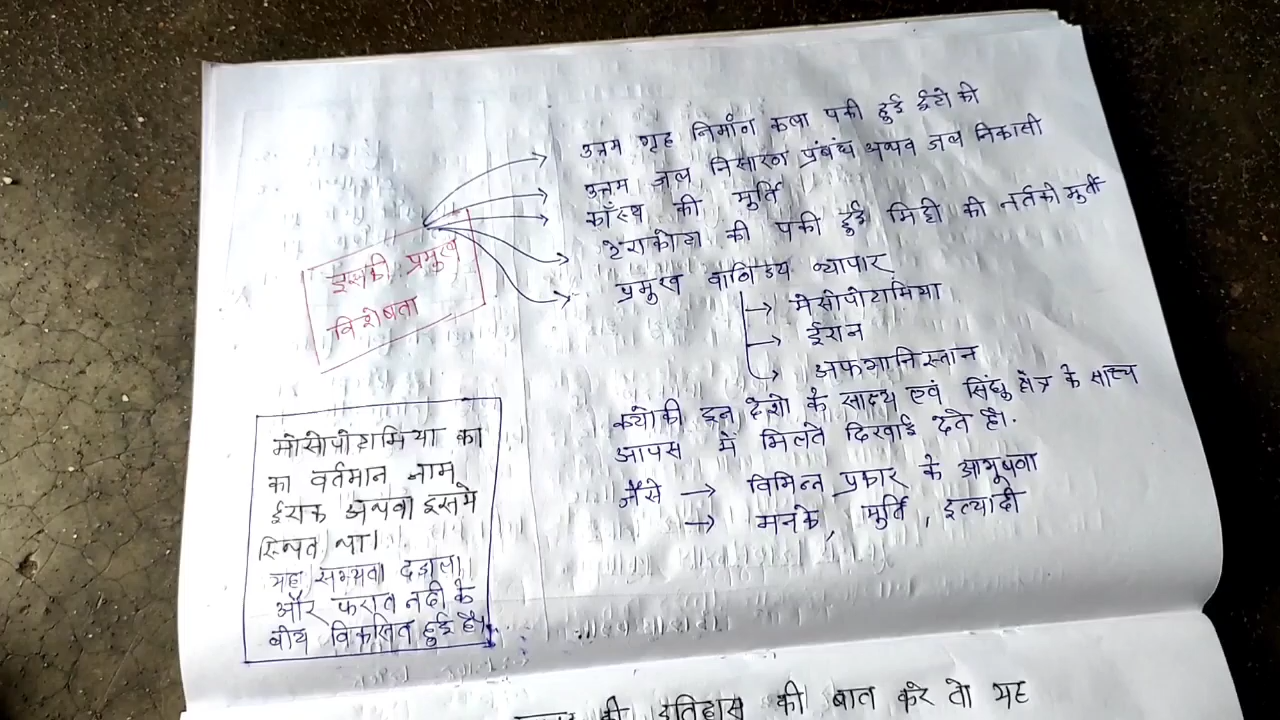 उत्तम गृह निर्माण कला पकी हुई ईंटो की
उत्तम जल निसारण प्रबंध अथव जल निकासी
काँस्य की मुर्ति
टेराकोटा की पकी हुई मिट्टी की नर्तकी मुर्ती
प्रमुख वाणिज्य व्यापार
→ मेसोपोटामिया
→ ईरान
→ अफगानिस्तान
क्योकी इन देशो के साक्ष्य एवं सिंधु क्षेत्र के साक्ष्य
आपस में मिलते दिखाई देते है।
जैसे → विभिन्न प्रकार के आभूषण
→ मनके, मुर्ति, इत्यादी
इसकी प्रमुख
विशेषता
मोसोपोटामिया का
का वर्तमान नाम
ईराक अथवा इसमे
स्थित था।
यह सभ्यता दजला
और फरात नदी के
बीच विकसित हुई है।
की इतिहास की बात करे तो यह